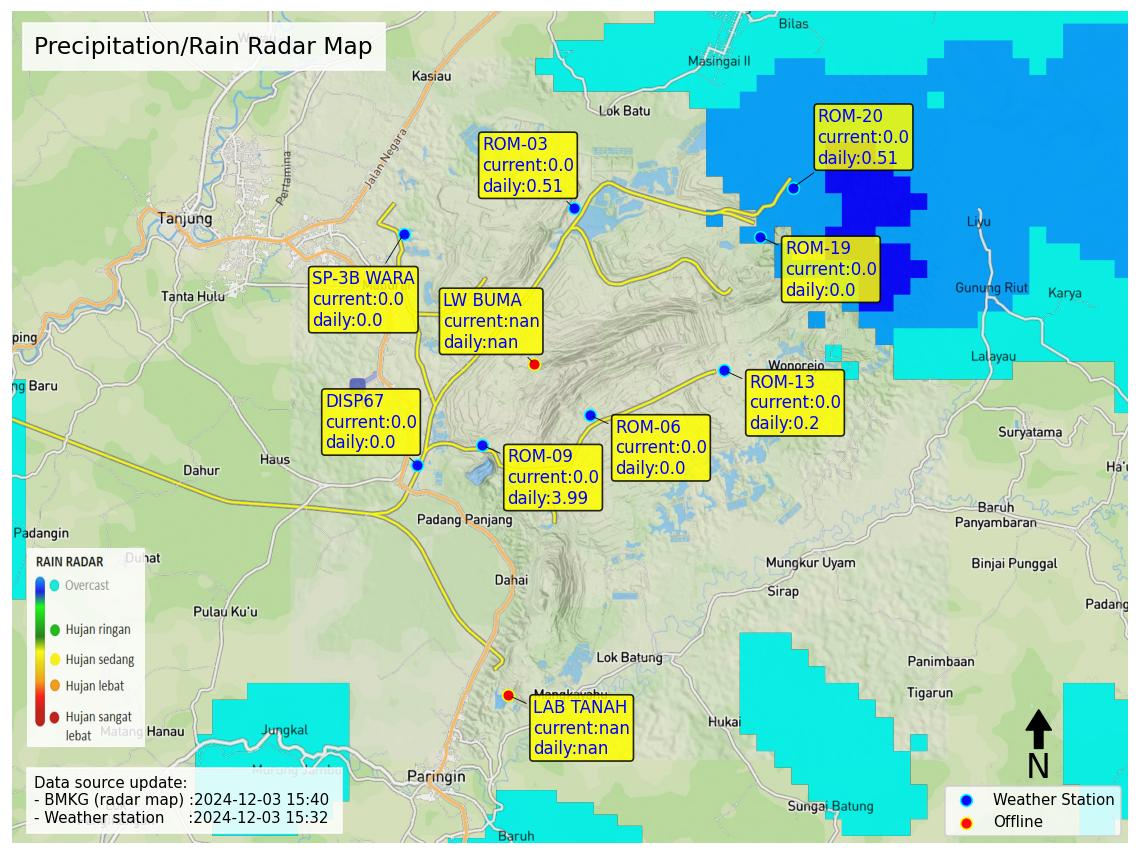 Precipitation/Rain Radar Map
Bilas
Masingai II
Kasiau
Lok Batu
Jalan Negara
Pertamina
Tanjung
Tanta Hulu
ROM-03
current:0.0
daily:0.51
ROM-20
current:0.0
daily:0.51
ROM-19
current:0.0
daily:0.0
Liyu
Gunung Riut
Karya
Lalayau
SP-3B WARA
current:0.0
daily:0.0
LW BUMA
current:nan
daily:nan
Wonorejo
ROM-13
current:0.0
daily:0.2
DISP67
current:0.0
daily:0.0
ROM-06
current:0.0
daily:0.0
ROM-09
current:0.0
daily:3.99
ping
ng Baru
Dahur
Haus
Suryatama
Ha'u
Padang Panjang
Baruh
Panyambaran
Padangin
Duhat
Dahai
Mungkur Uyam
Binjai Punggal
Sirap
Padang
Pulau Ku'u
RAIN RADAR
Overcast
Hujan ringan
Hujan sedang
Hujan lebat
Hujan sangat
lebat
Lok Batung
Panimbaan
Tigarun
Hukai
LAB TANAH
current:nan
daily:nan
Matang Hanau
Jungkal
Murung Jambu
Paringin
Sungai Batung
Baruh
N
Data source update:
- BMKG (radar map) :2024-12-03 15:40
- Weather station :2024-12-03 15:32
Weather Station
Offline